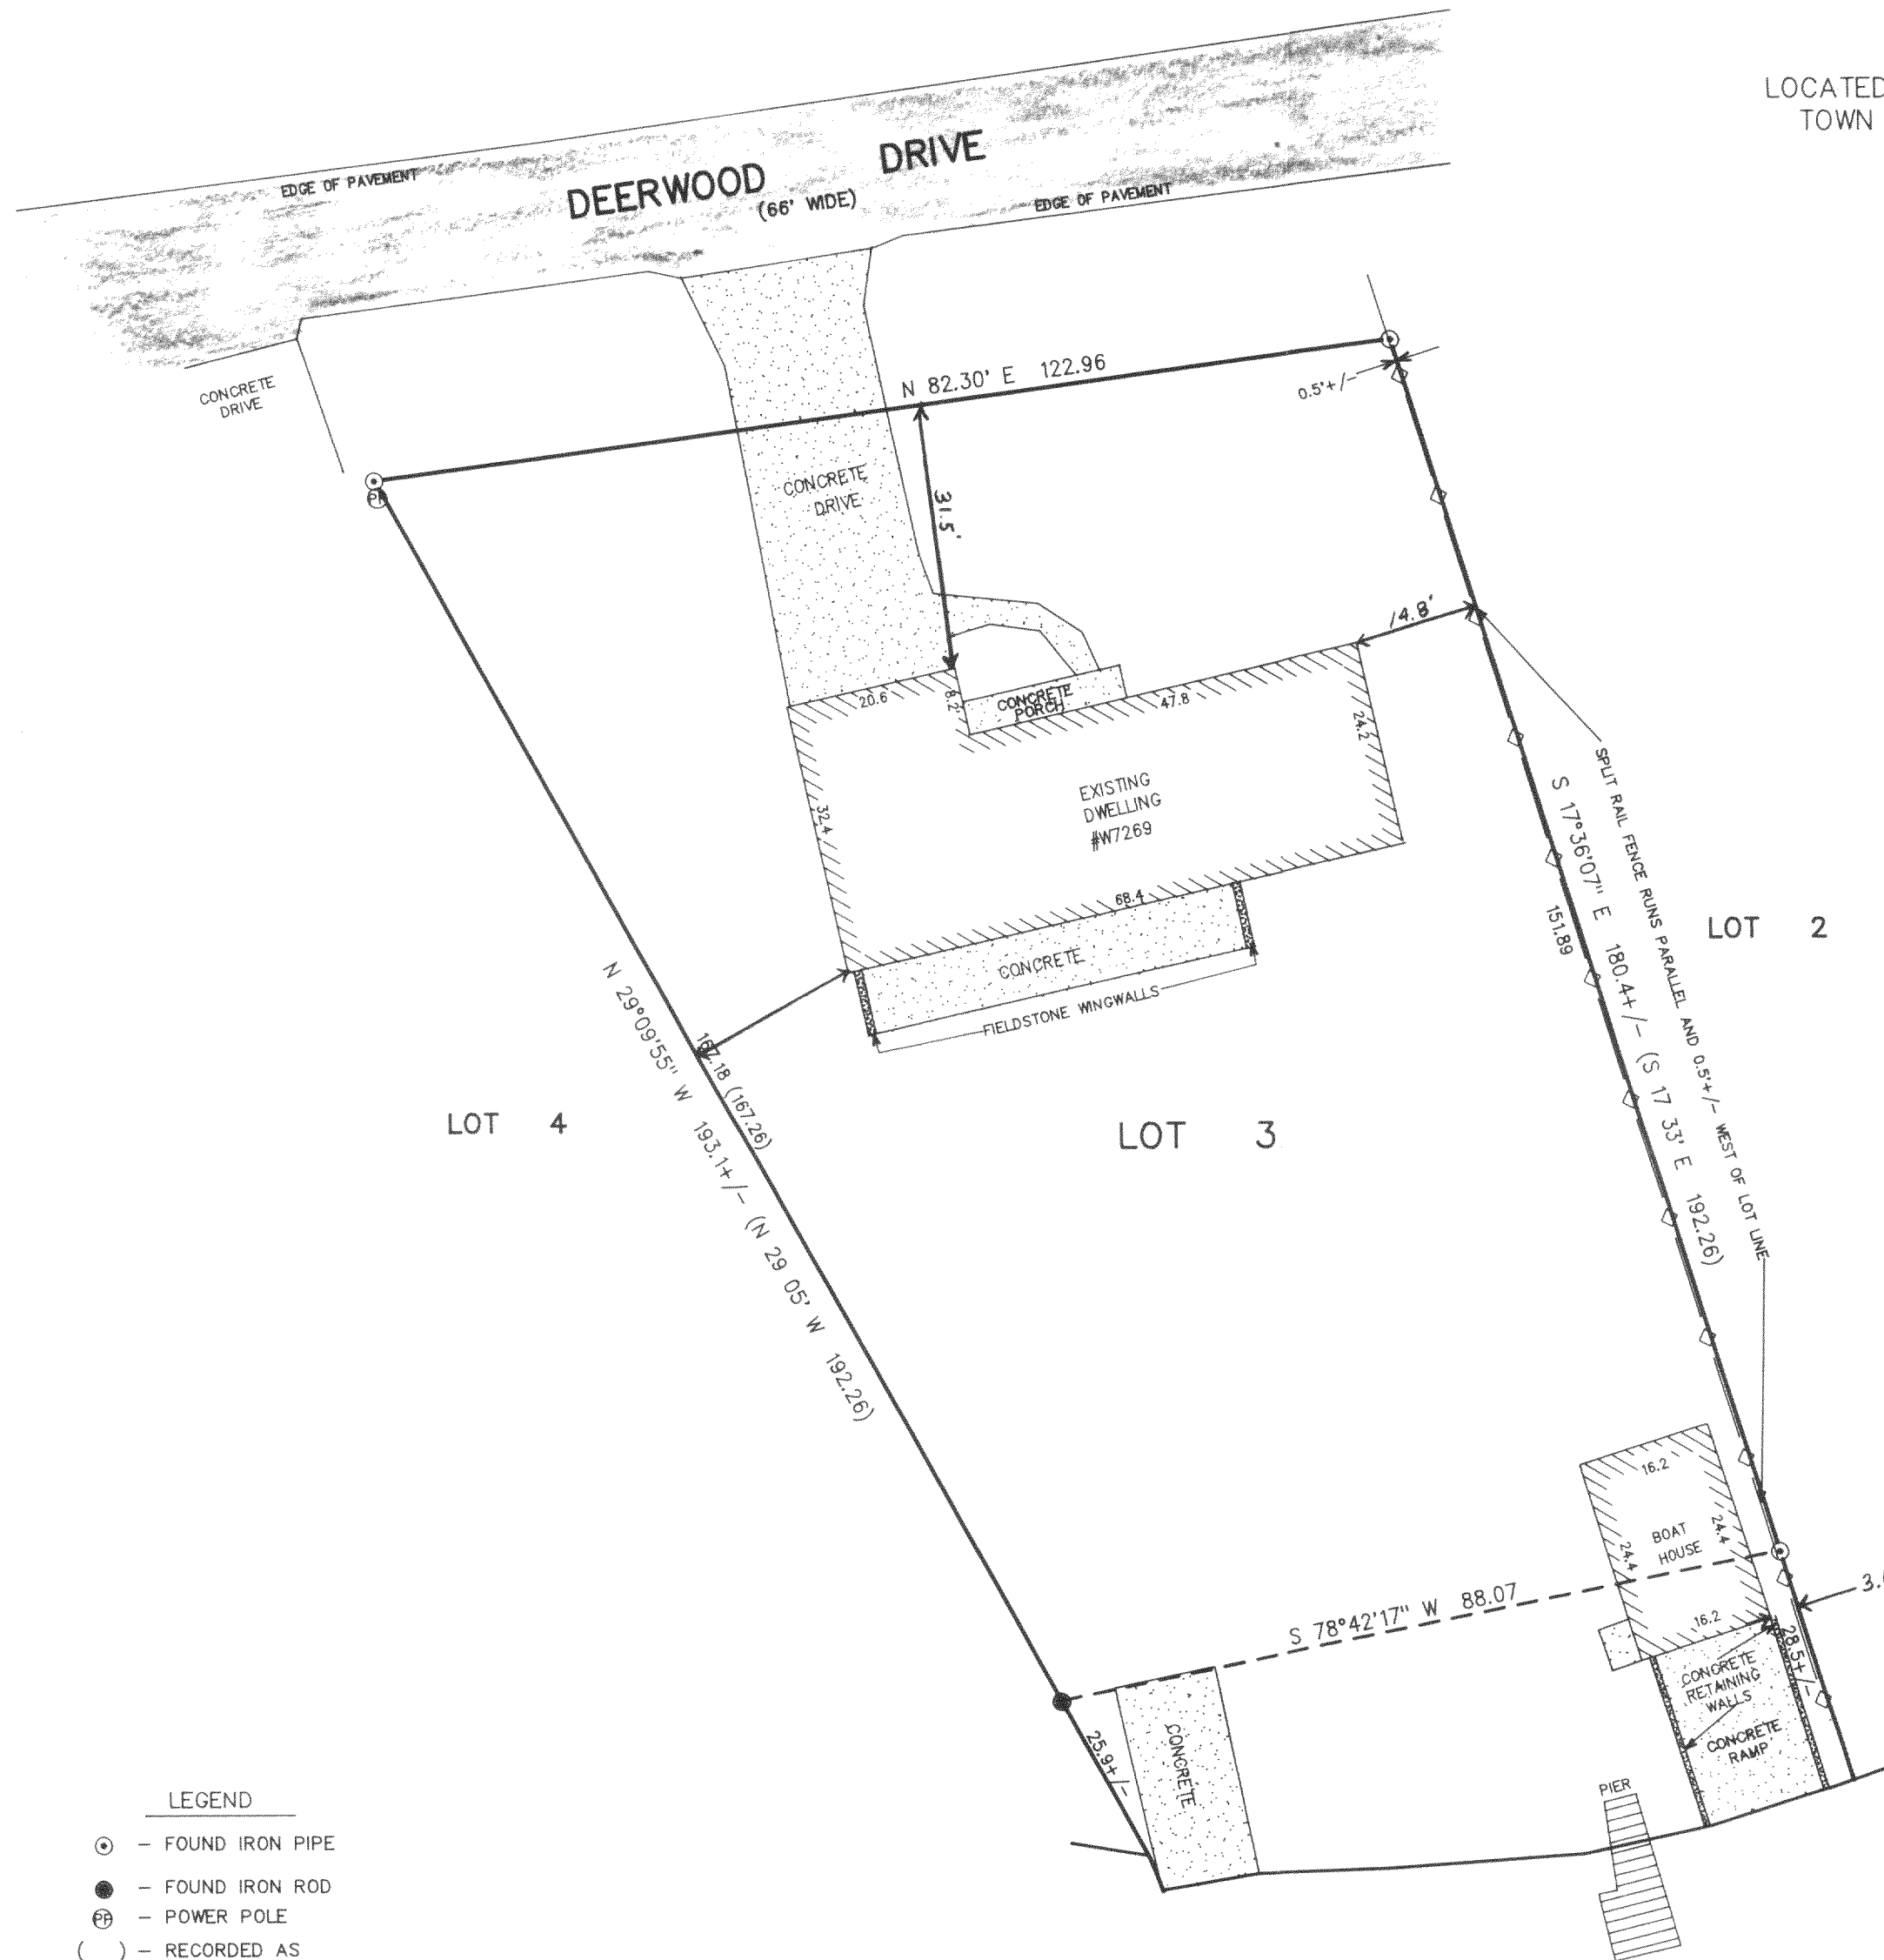 LOCATED
TOWN
EDGE OF PAVEMENT
DEERWOOD DRIVE
(66' WIDE)
EDGE OF PAVEMENT
CONCRETE
DRIVE
N 82.30' E 122.96
0.5'+/-
PP
CONCRETE
DRIVE
31.5'
14.8'
20.6
8.2
CONCRETE
PORCH
47.8
24.2
EXISTING
DWELLING
#W7269
32.4
68.4
CONCRETE
FIELDSTONE WINGWALLS
SPLIT RAIL FENCE RUNS PARALLEL AND 0.5'+/- WEST OF LOT LINE
S 17°36'07" E 180.4+/- (S 17 33' E 192.26)
151.89
LOT 2
N 29°09'55" W 193.1+/- (N 29 05' W 192.26)
167.18 (167.26)
LOT 4
LOT 3
16.2
24.4
BOAT
HOUSE
24.4
16.2
S 78°42'17" W 88.07
28.5+/-
CONCRETE
RETAINING
WALLS
CONCRETE
RAMP
25.9+/-
CONCRETE
PIER
LEGEND
- FOUND IRON PIPE
- FOUND IRON ROD
PP - POWER POLE
( ) - RECORDED AS